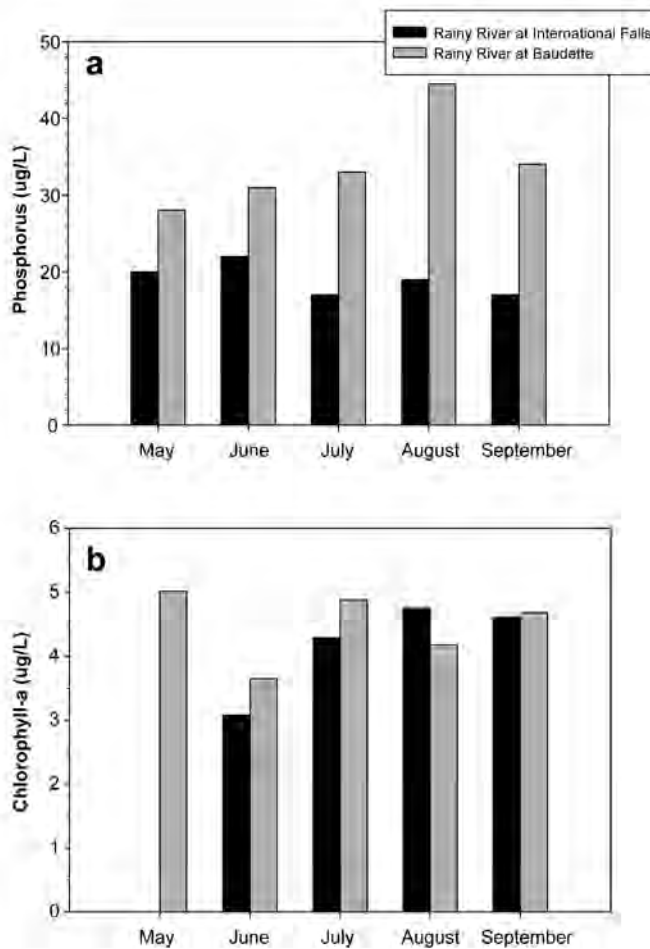 Rainy River at International Falls
Rainy River at Baudette
a
Phosphorus (ug/L)
50
40
30
20
10
0
May June July August September
b
Chlorophyll-a (ug/L)
6
5
4
3
2
1
0
May June July August September